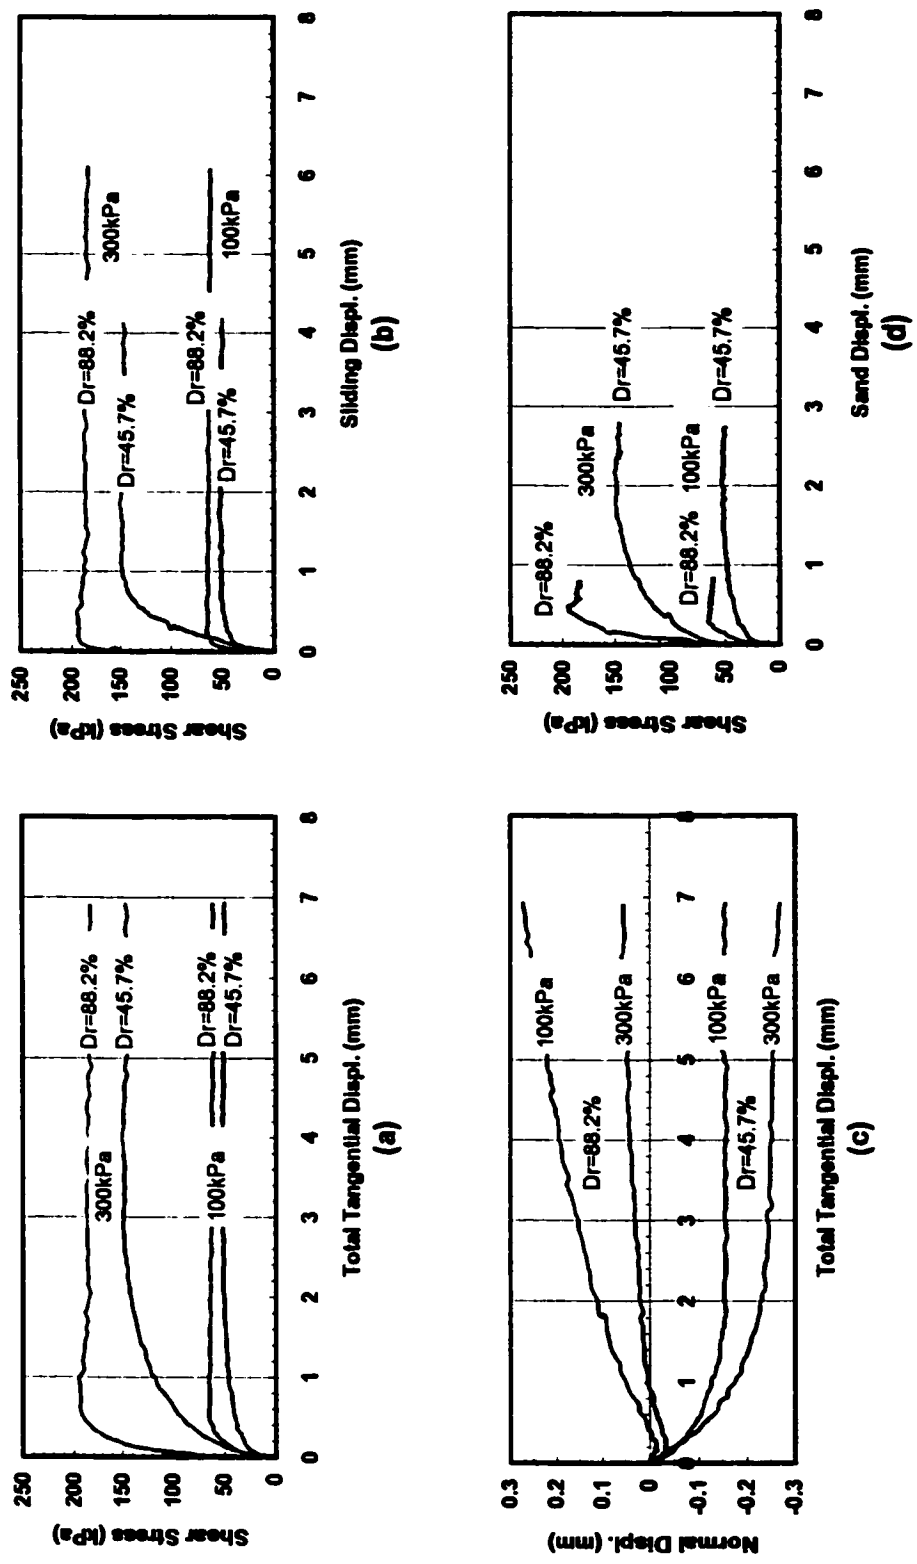 250
200
150
100
50
0
Shear Stress (kPa)
Dr=88.2%
300kPa
Dr=45.7%
Dr=88.2%
100kPa
Dr=45.7%
0 1 2 3 4 5 6 7 8
Total Tangential Displ. (mm)
(a)
250
200
150
100
50
0
Shear Stress (kPa)
Dr=88.2%
300kPa
Dr=45.7%
Dr=88.2%
100kPa
Dr=45.7%
0 1 2 3 4 5 6 7 8
Sliding Displ. (mm)
(b)
0.3
0.2
0.1
0
-0.1
-0.2
-0.3
Normal Displ. (mm)
100kPa
Dr=88.2%
300kPa
0 1 2 3 4 5 6 7 8
100kPa
Dr=45.7%
300kPa
Total Tangential Displ. (mm)
(c)
250
200
150
100
50
0
Shear Stress (kPa)
Dr=88.2%
300kPa
Dr=45.7%
Dr=88.2%
100kPa
Dr=45.7%
0 1 2 3 4 5 6 7 8
Sand Displ. (mm)
(d)